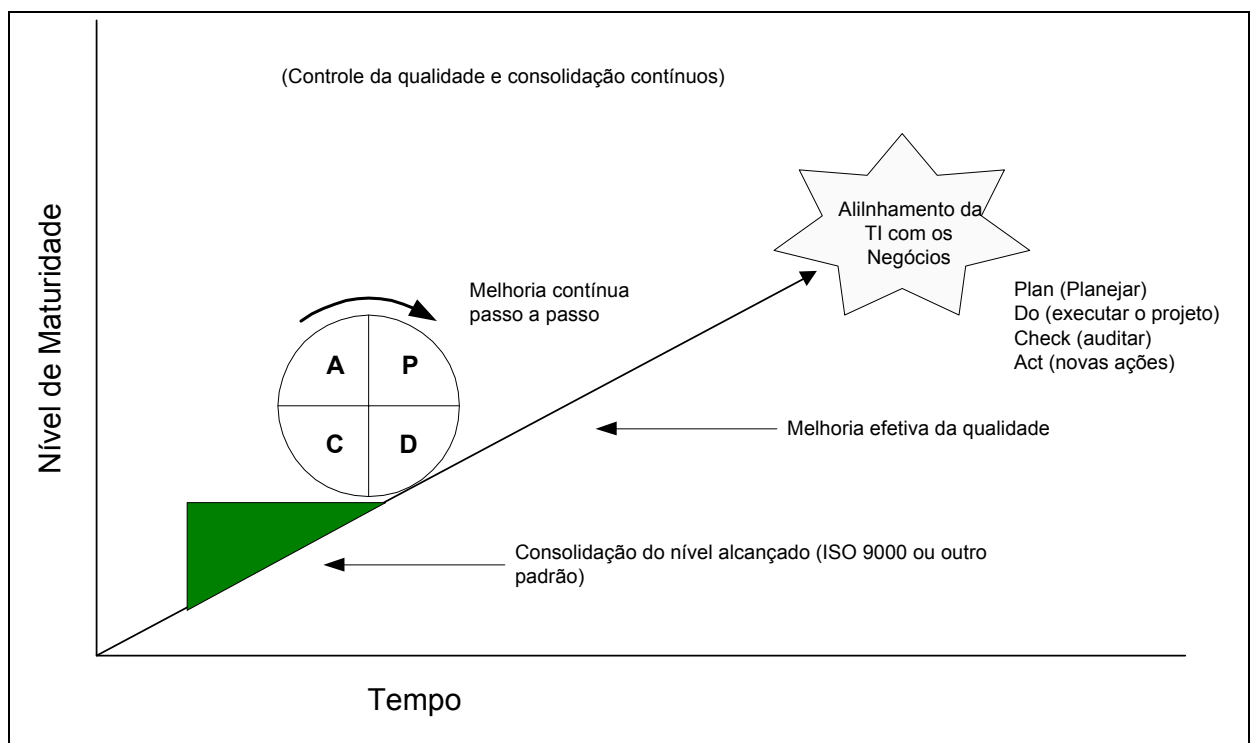 (Controle da qualidade e consolidação contínuos)
Nível de Maturidade
Alilnhamento da
TI com os
Negócios
Melhoria contínua
passo a passo
Plan (Planejar)
Do (executar o projeto)
Check (auditar)
Act (novas ações)
A P
C D
Melhoria efetiva da qualidade
Consolidação do nível alcançado (ISO 9000 ou outro
padrão)
Tempo